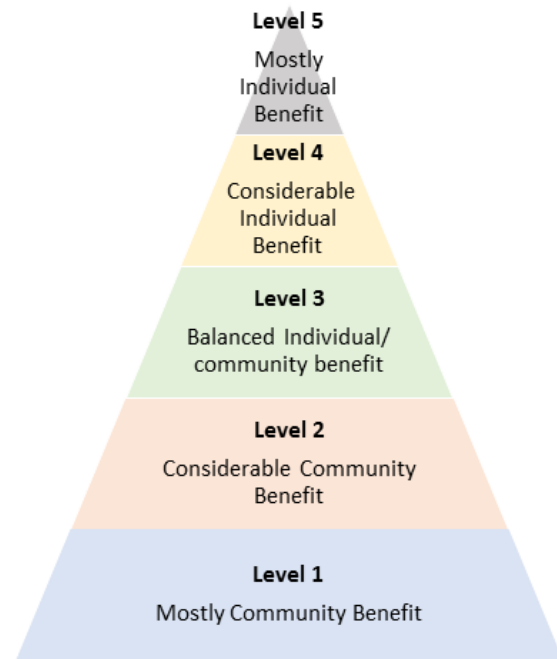 Level 5
Mostly
Individual
Benefit
Level 4
Considerable
Individual
Benefit
Level 3
Balanced Individual/
community benefit
Level 2
Considerable Community
Benefit
Level 1
Mostly Community Benefit